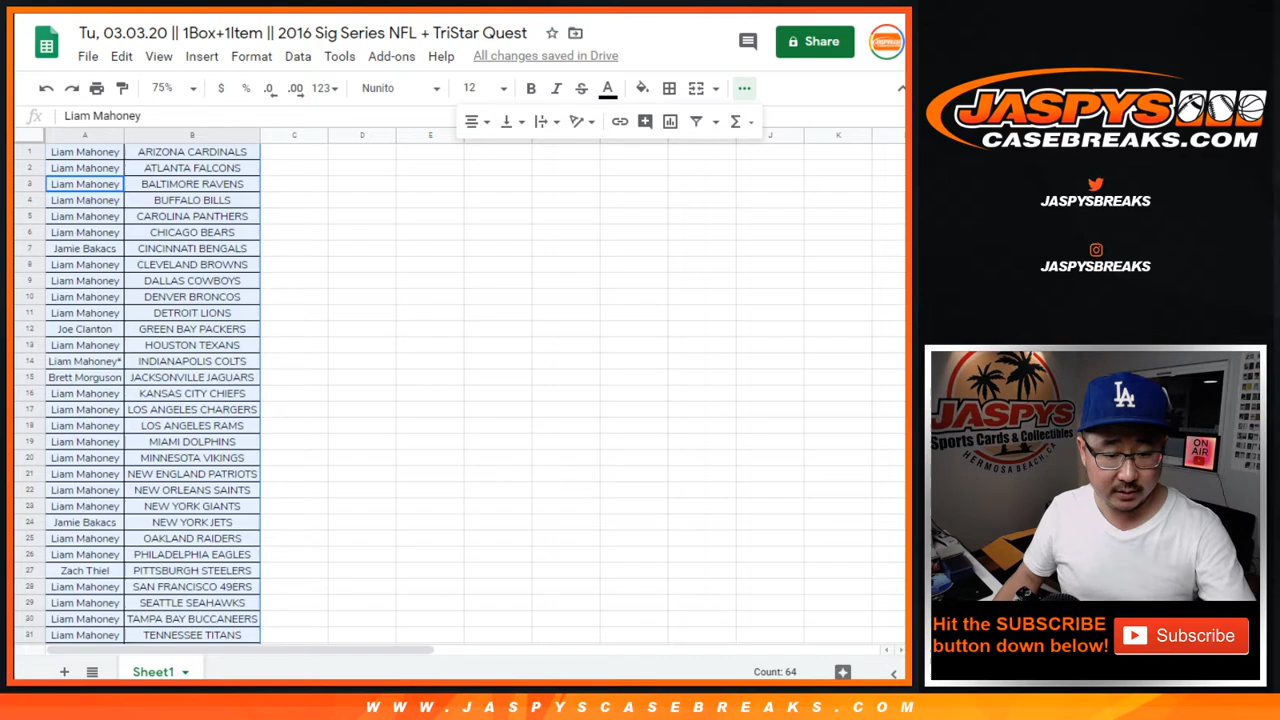 Tu, 03.03.20 || 1Box+1Item || 2016 Sig Series NFL + TriStar Quest
File Edit View Insert Format Data Tools Add-ons Help All changes saved in Drive
Share
75% $ % .0 .00 123 Nunito 12 B I S A
fx Liam Mahoney
A B C D E J K
1 Liam Mahoney ARIZONA CARDINALS
2 Liam Mahoney ATLANTA FALCONS
3 Liam Mahoney BALTIMORE RAVENS
4 Liam Mahoney BUFFALO BILLS
5 Liam Mahoney CAROLINA PANTHERS
6 Liam Mahoney CHICAGO BEARS
7 Jamie Bakacs CINCINNATI BENGALS
8 Liam Mahoney CLEVELAND BROWNS
9 Liam Mahoney DALLAS COWBOYS
10 Liam Mahoney DENVER BRONCOS
11 Liam Mahoney DETROIT LIONS
12 Joe Clanton GREEN BAY PACKERS
13 Liam Mahoney HOUSTON TEXANS
14 Liam Mahoney* INDIANAPOLIS COLTS
15 Brett Morguson JACKSONVILLE JAGUARS
16 Liam Mahoney KANSAS CITY CHIEFS
17 Liam Mahoney LOS ANGELES CHARGERS
18 Liam Mahoney LOS ANGELES RAMS
19 Liam Mahoney MIAMI DOLPHINS
20 Liam Mahoney MINNESOTA VIKINGS
21 Liam Mahoney NEW ENGLAND PATRIOTS
22 Liam Mahoney NEW ORLEANS SAINTS
23 Liam Mahoney NEW YORK GIANTS
24 Jamie Bakacs NEW YORK JETS
25 Liam Mahoney OAKLAND RAIDERS
26 Liam Mahoney PHILADELPHIA EAGLES
27 Zach Thiel PITTSBURGH STEELERS
28 Liam Mahoney SAN FRANCISCO 49ERS
29 Liam Mahoney SEATTLE SEAHAWKS
30 Liam Mahoney TAMPA BAY BUCCANEERS
31 Liam Mahoney TENNESSEE TITANS
Sheet1
Count: 64
JASPYS
CASEBREAKS.COM
JASPYSBREAKS
JASPYSBREAKS
JASPYS
Sports Cards & Collectibles
HERMOSA BEACH, CA
LA
ON
AIR
Hit the SUBSCRIBE
button down below!
Subscribe
WWW.JASPYSCASEBREAKS.COM